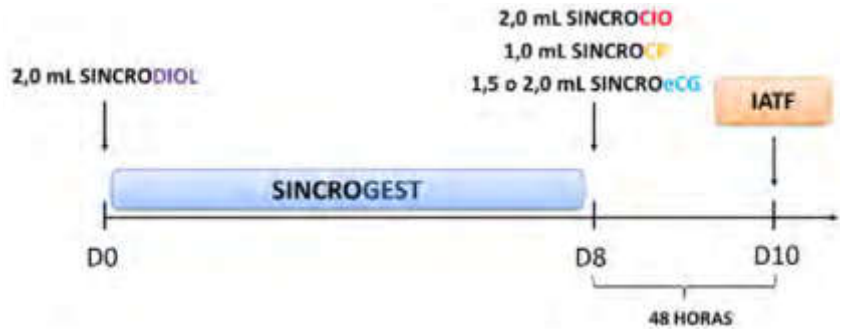 2,0 mL SINCROCIO
1,0 mL SINCROCP
1,5 o 2,0 mL SINCROeCG
2,0 mL SINCRODIOL
IATF
SINCROGEST
D0
D8
D10
48 HORAS